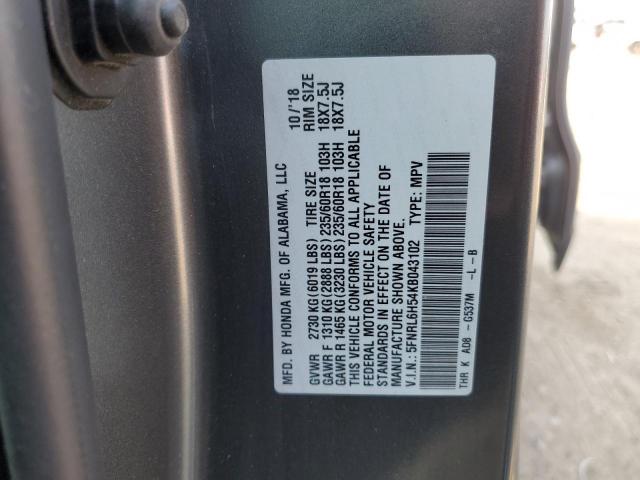 MFD. BY HONDA MFG. OF ALABAMA, LLC 10/'18
GVWR 2730 KG(6019 LBS) TIRE SIZE RIM SIZE
GAWR F 1310 KG(2888 LBS) 235/60R18 103H 18X7.5J
GAWR R 1465 KG(3230 LBS) 235/60R18 103H 18X7.5J
THIS VEHICLE CONFORMS TO ALL APPLICABLE
FEDERAL MOTOR VEHICLE SAFETY
STANDARDS IN EFFECT ON THE DATE OF
MANUFACTURE SHOWN ABOVE.
V.I.N.: 5FNRL6H54KB043102 TYPE: MPV
THR K AD8 - G537M -L -B